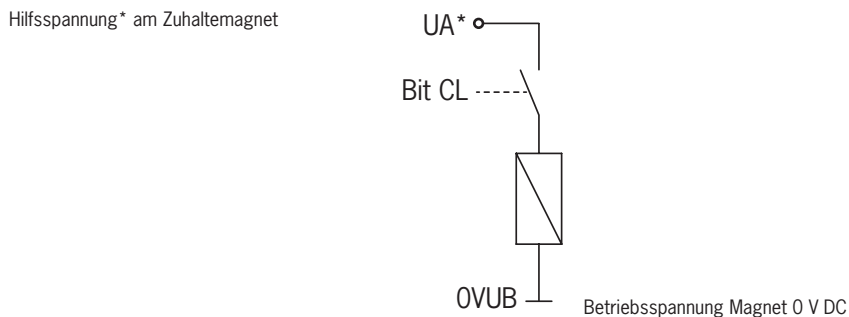 Hilfsspannung* am Zuhaltemagnet
UA*
Bit CL
0VUB
Betriebsspannung Magnet 0 V DC